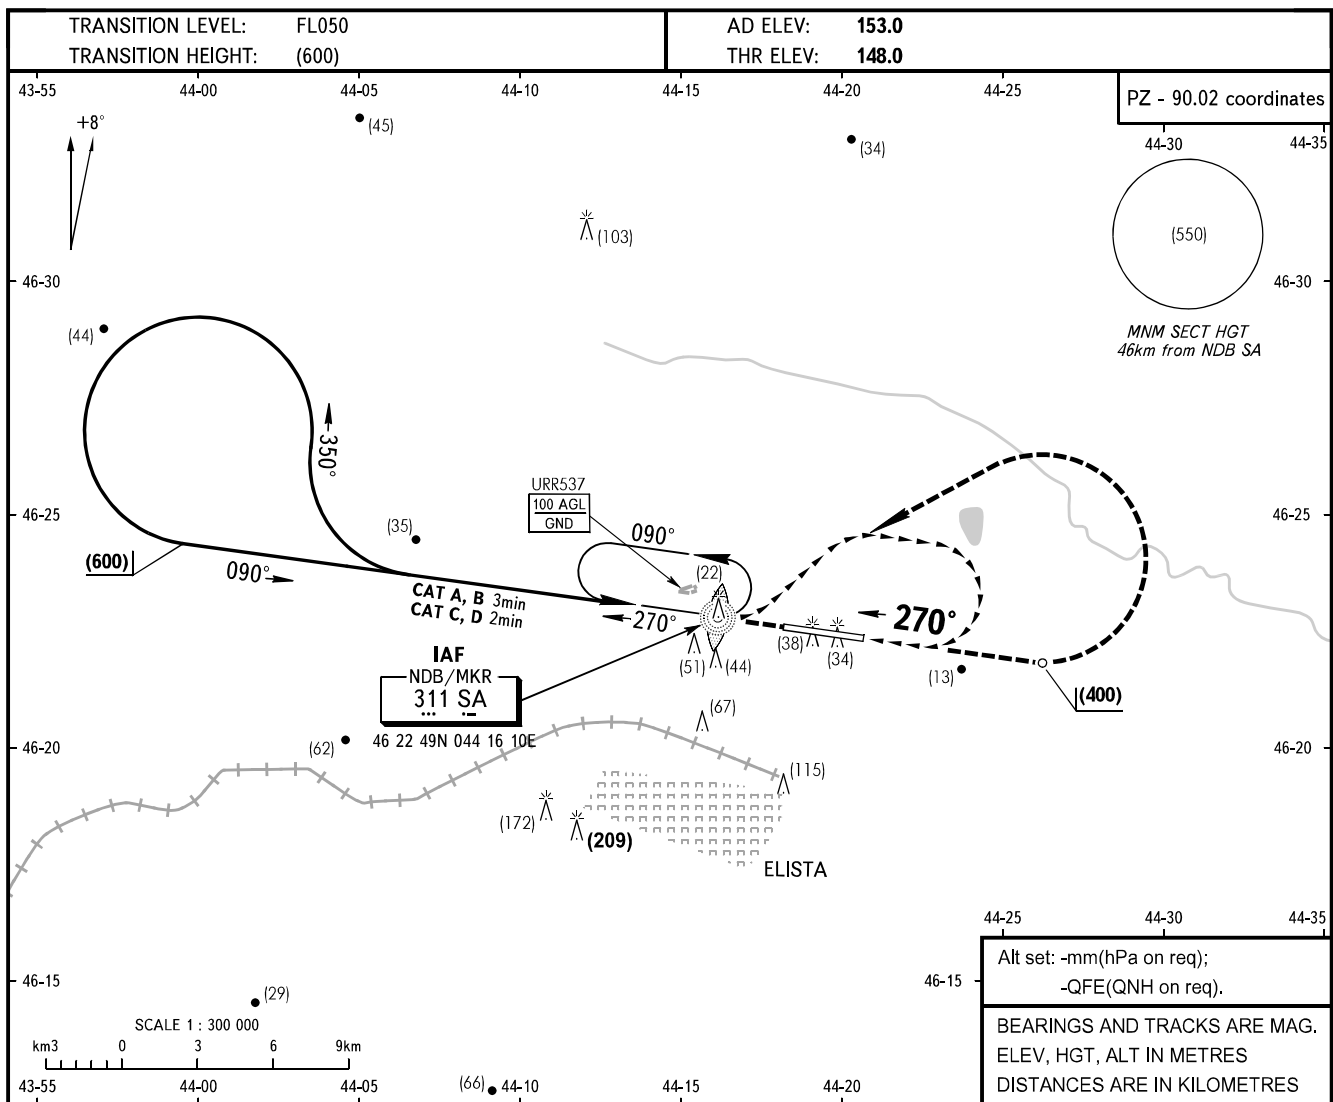 TRANSITION LEVEL: FL050
TRANSITION HEIGHT: (600)
AD ELEV: 153.0
THR ELEV: 148.0
43-55 44-00 44-05 44-10 44-15 44-20 44-25
PZ - 90.02 coordinates
44-30 44-35
+8°
(45)
(34)
(103)
(550)
46-30 46-30
MNM SECT HGT
46km from NDB SA
(44)
350°
URR537
100 AGL
GND
46-25 46-25
(35)
090°
(600)
090°
(22)
CAT A, B 3min
CAT C, D 2min
270°
270°
(38)
(34)
(51)
(44)
(13)
(400)
IAF
NDB/MKR
311 SA
46 22 49N 044 16 10E
(67)
(62)
46-20 46-20
(115)
(172)
(209)
ELISTA
44-25 44-30 44-35
46-15 46-15
Alt set: -mm(hPa on req);
-QFE(QNH on req).
(29)
SCALE 1 : 300 000
km3 0 3 6 9km
BEARINGS AND TRACKS ARE MAG.
ELEV, HGT, ALT IN METRES
DISTANCES ARE IN KILOMETRES
(66)
43-55 44-00 44-05 44-10 44-15 44-20